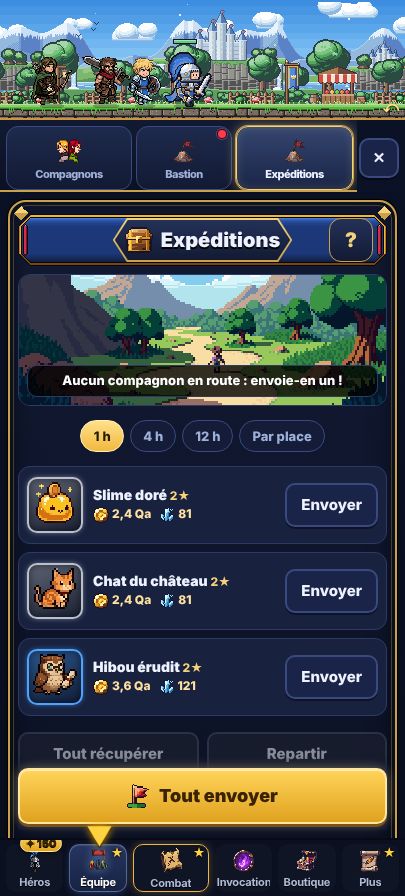 Compagnons
Bastion
Expéditions
×
Expéditions
?
Aucun compagnon en route : envoie-en un !
1 h
4 h
12 h
Par place
Slime doré 2★
2,4 Qa 81
Envoyer
Chat du château 2★
2,4 Qa 81
Envoyer
Hibou érudit 2★
3,6 Qa 121
Envoyer
Tout récupérer
Repartir
Tout envoyer
✦ 150
Héros
Équipe
Combat
Invocation
Boutique
Plus